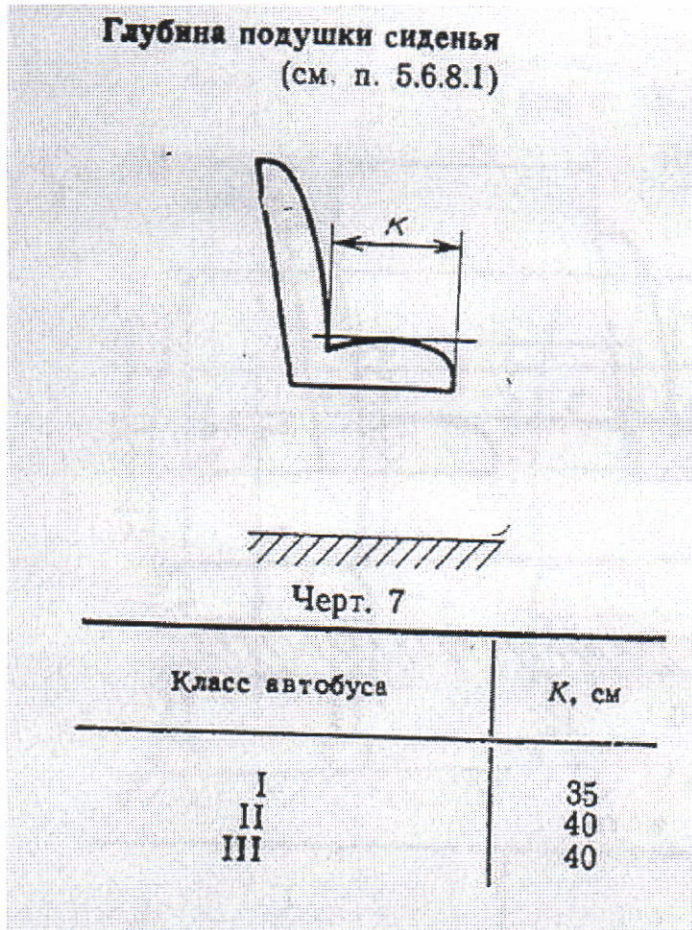 Глубина подушки сиденья
(см. п. 5.6.8.1)
K
Черт. 7
Класс автобуса K, см
I 35
II 40
III 40